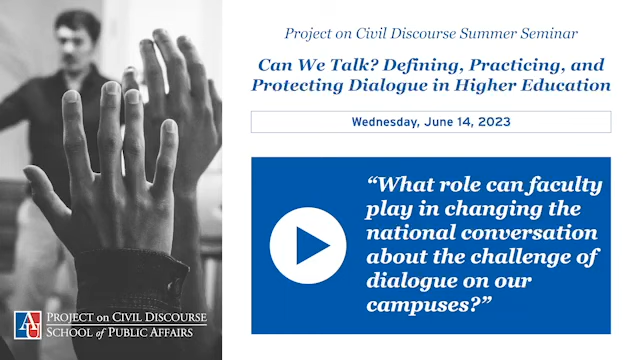 Project on Civil Discourse Summer Seminar
Can We Talk? Defining, Practicing, and
Protecting Dialogue in Higher Education
Wednesday, June 14, 2023
“What role can faculty
play in changing the
national conversation
about the challenge of
dialogue on our
campuses?”
AU
PROJECT on CIVIL DISCOURSE
SCHOOL of PUBLIC AFFAIRS